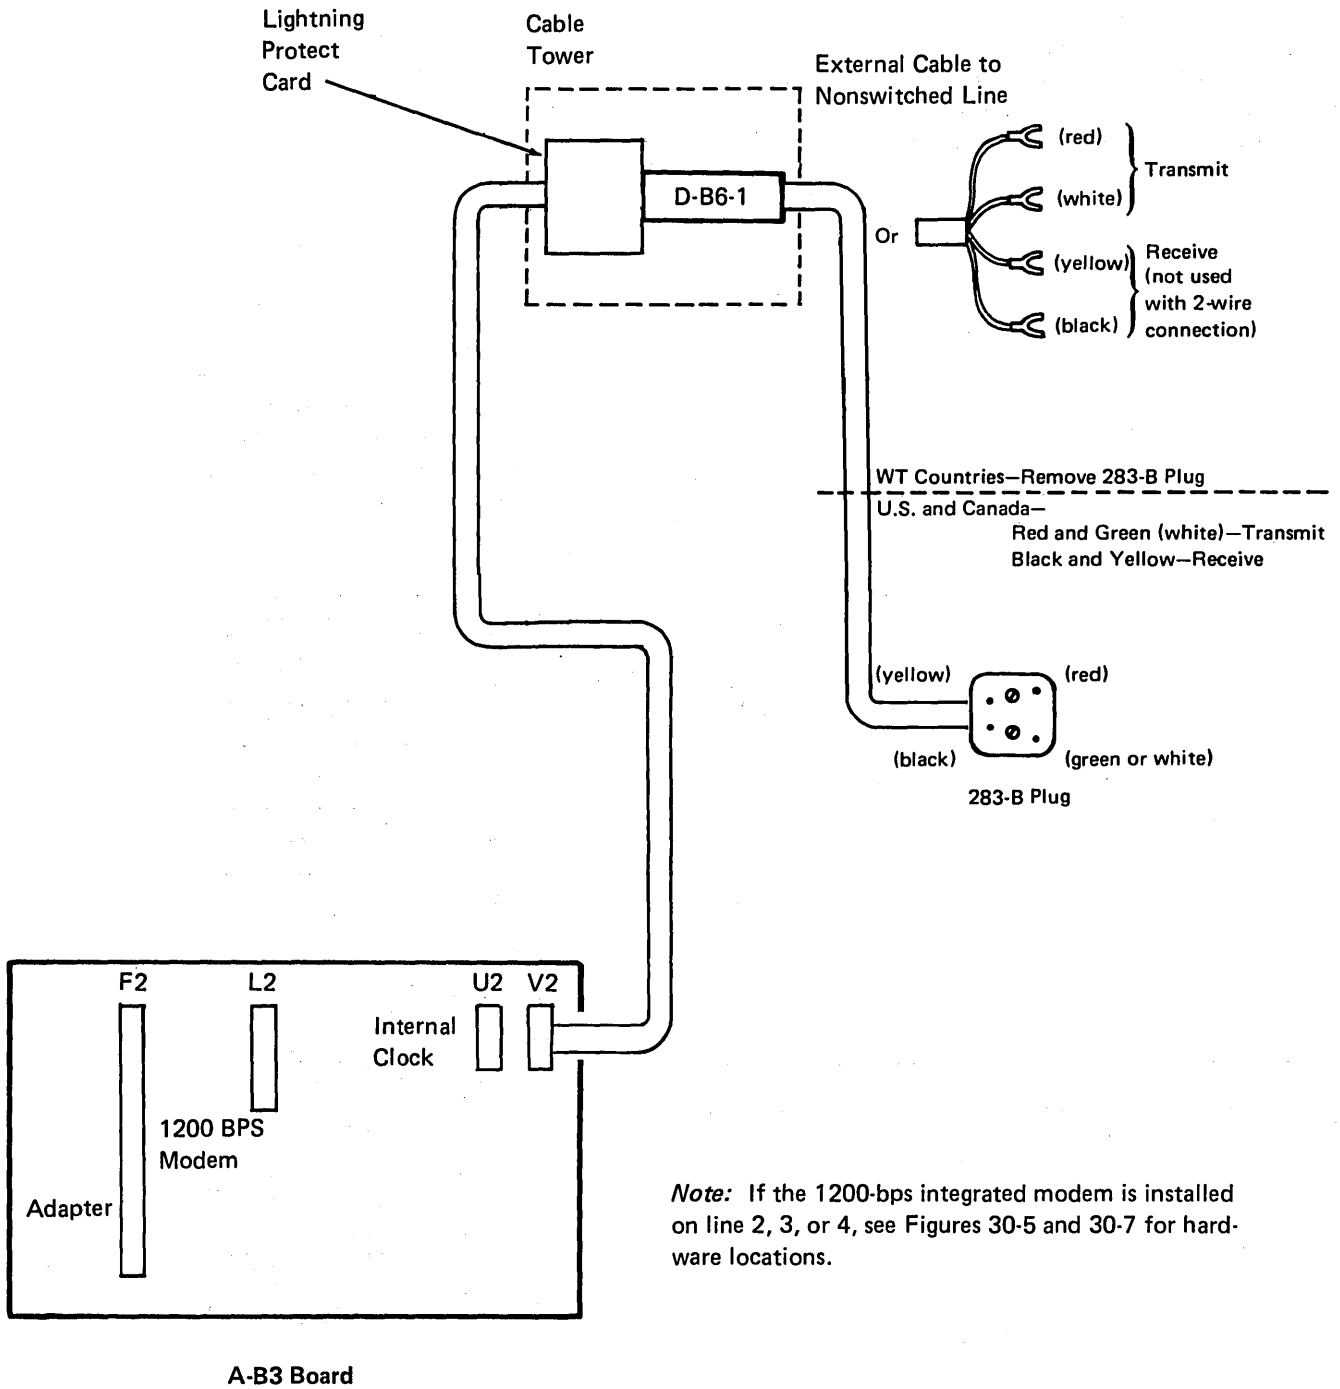 Lightning
Protect
Card
Cable
Tower
External Cable to
Nonswitched Line
D-B6-1
Or
(red)
(white)
Transmit
(yellow)
(black)
Receive
(not used
with 2-wire
connection)
WT Countries—Remove 283-B Plug
U.S. and Canada—
Red and Green (white)—Transmit
Black and Yellow—Receive
(yellow)
(red)
(black)
(green or white)
283-B Plug
F2
L2
U2
V2
Internal
Clock
1200 BPS
Modem
Adapter
Note: If the 1200-bps integrated modem is installed
on line 2, 3, or 4, see Figures 30-5 and 30-7 for hard-
ware locations.
A-B3 Board